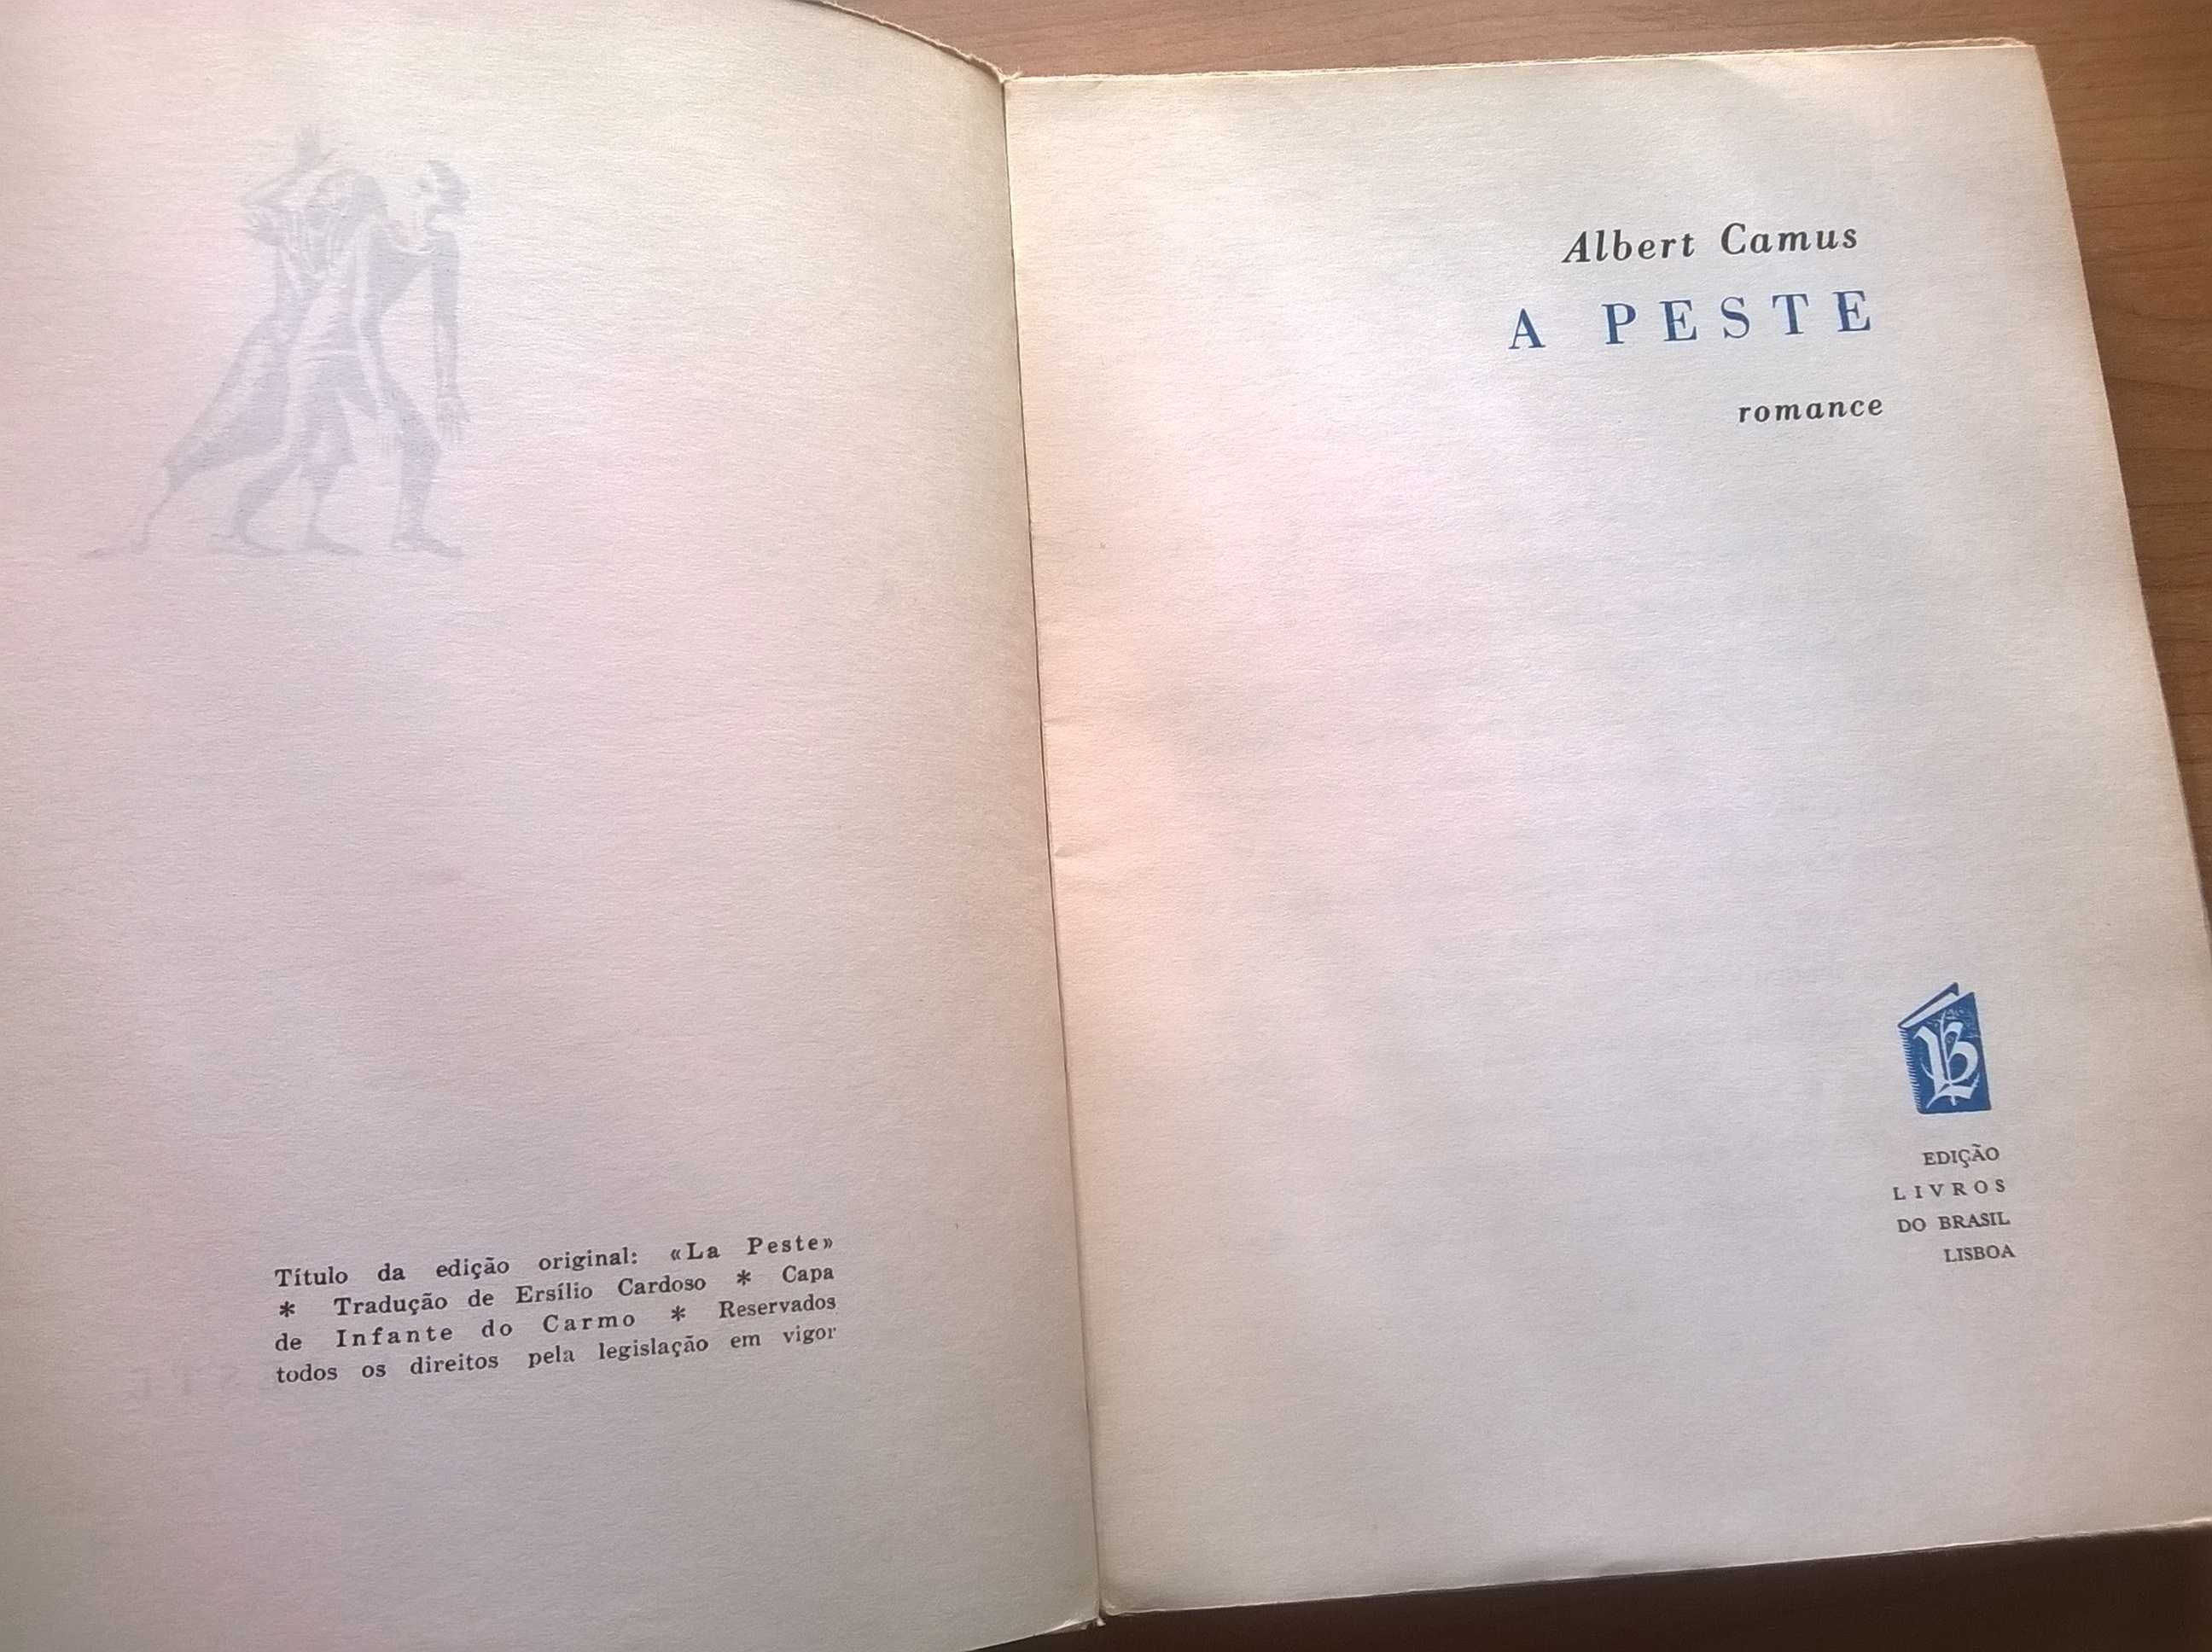 Título da edição original: «La Peste»
* Tradução de Ersílio Cardoso * Capa
de Infante do Carmo * Reservados
todos os direitos pela legislação em vigor
Albert Camus
A PESTE
romance
LB
EDIÇÃO
LIVROS
DO BRASIL
LISBOA